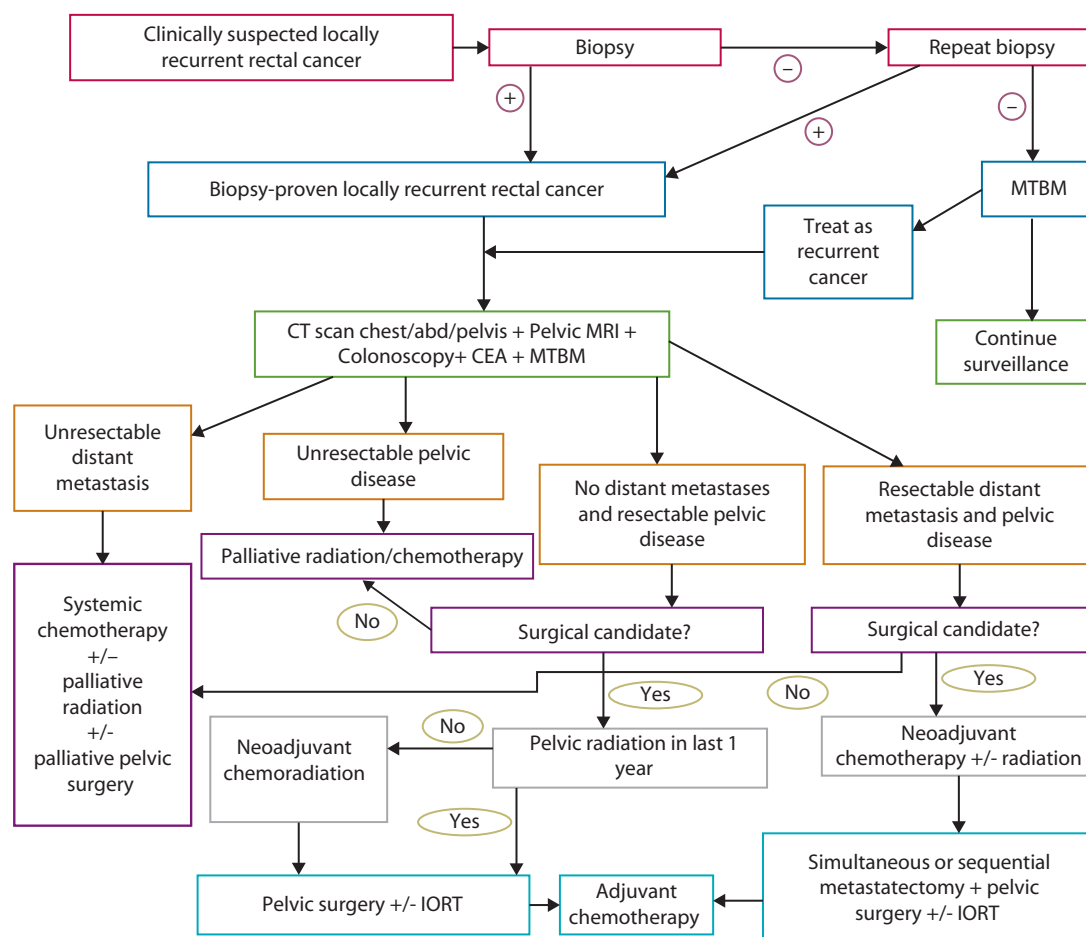 Clinically suspected locally
recurrent rectal cancer
Biopsy
Repeat biopsy
–
+
+
–
Biopsy-proven locally recurrent rectal cancer
MTBM
Treat as
recurrent
cancer
CT scan chest/abd/pelvis + Pelvic MRI +
Colonoscopy+ CEA + MTBM
Continue
surveillance
Unresectable
distant
metastasis
Unresectable pelvic
disease
No distant metastases
and resectable pelvic
disease
Resectable distant
metastasis and pelvic
disease
Palliative radiation/chemotherapy
Systemic
chemotherapy
+/–
palliative
radiation
+/-
palliative pelvic
surgery
No
Surgical candidate?
Surgical candidate?
Yes
No
Yes
No
Neoadjuvant
chemoradiation
Pelvic radiation in last 1
year
Neoadjuvant
chemotherapy +/- radiation
Yes
Pelvic surgery +/- IORT
Adjuvant
chemotherapy
Simultaneous or sequential
metastatectomy + pelvic
surgery +/- IORT